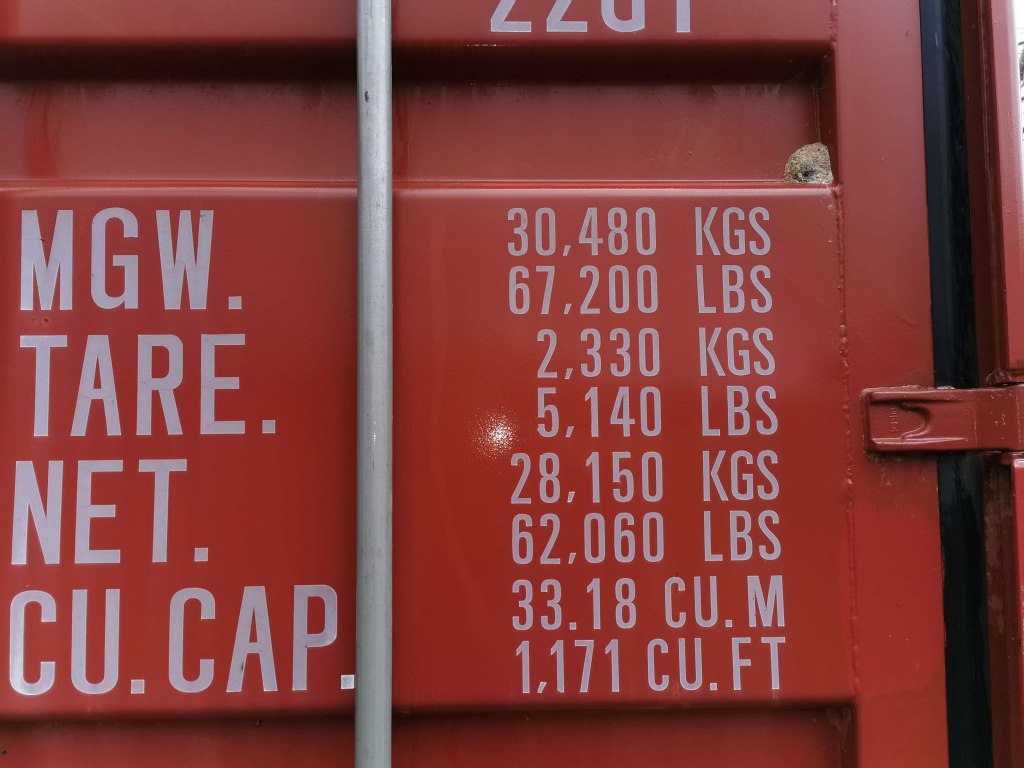 22G1
MGW. 30,480 KGS
67,200 LBS
TARE. 2,330 KGS
5,140 LBS
NET. 28,150 KGS
62,060 LBS
CU.CAP. 33.18 CU.M
1,171 CU.FT